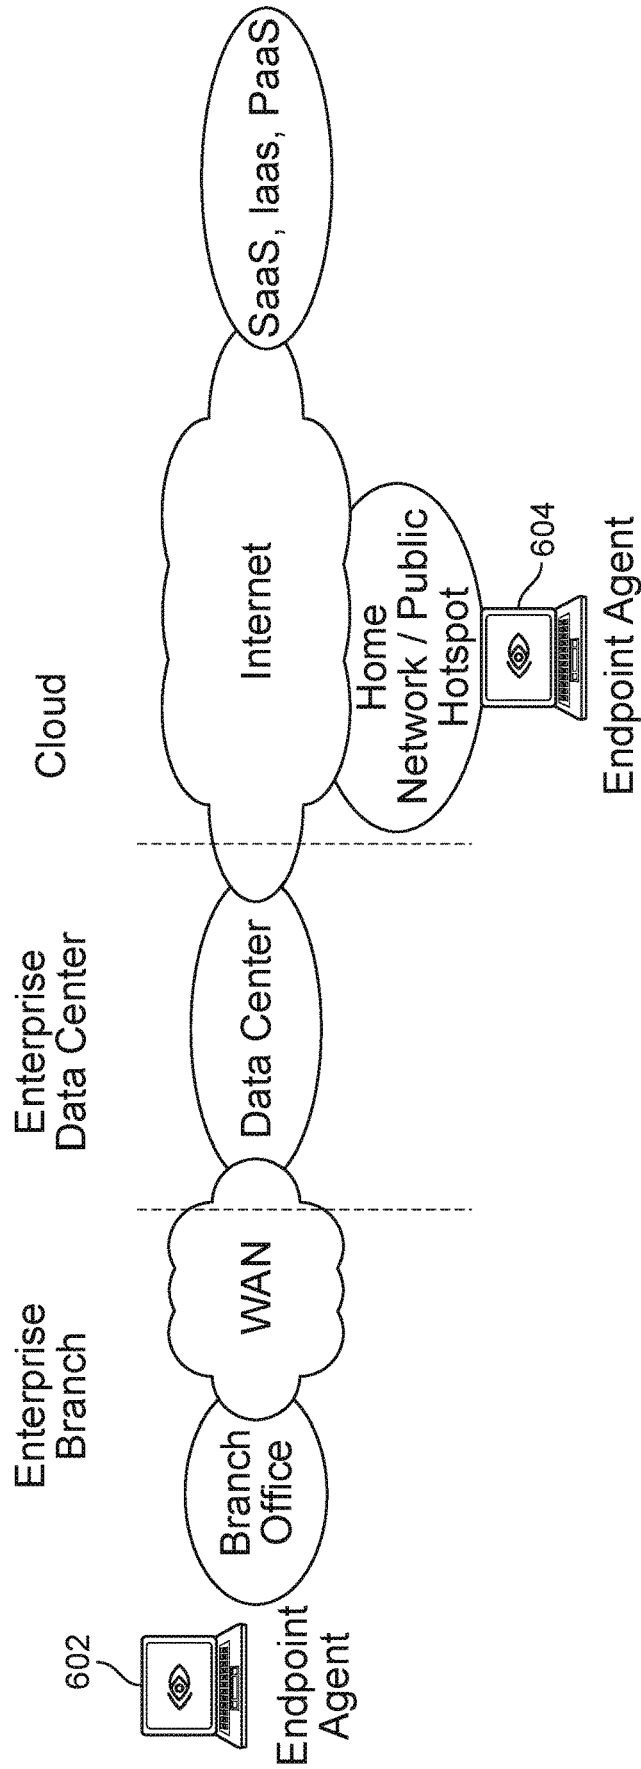 Enterprise
Branch
Enterprise
Data Center
Cloud
602
Endpoint
Agent
Branch
Office
WAN
Data Center
Internet
SaaS, Iaas, PaaS
Home
Network / Public
Hotspot
604
Endpoint Agent